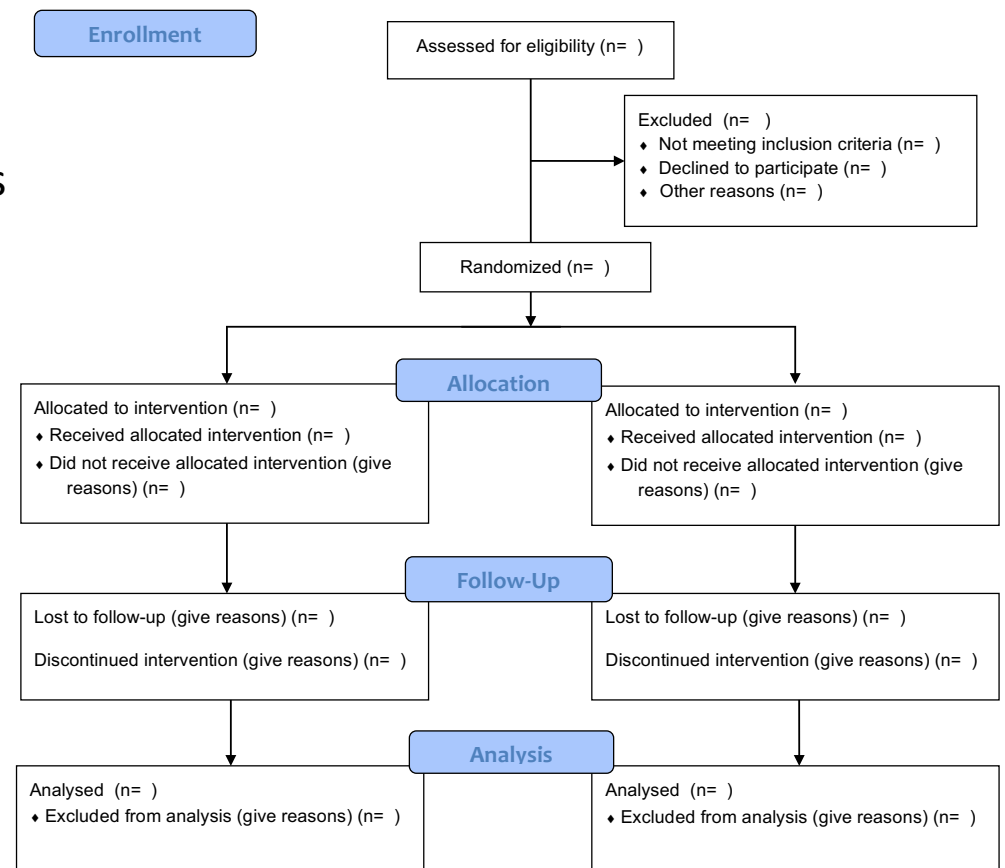 Enrollment
Assessed for eligibility (n= )
Excluded (n= )
♦ Not meeting inclusion criteria (n= )
♦ Declined to participate (n= )
♦ Other reasons (n= )
s
Randomized (n= )
Allocation
Allocated to intervention (n= )
♦ Received allocated intervention (n= )
♦ Did not receive allocated intervention (give
reasons) (n= )
Allocated to intervention (n= )
♦ Received allocated intervention (n= )
♦ Did not receive allocated intervention (give
reasons) (n= )
Follow-Up
Lost to follow-up (give reasons) (n= )
Discontinued intervention (give reasons) (n= )
Lost to follow-up (give reasons) (n= )
Discontinued intervention (give reasons) (n= )
Analysis
Analysed (n= )
♦ Excluded from analysis (give reasons) (n= )
Analysed (n= )
♦ Excluded from analysis (give reasons) (n= )